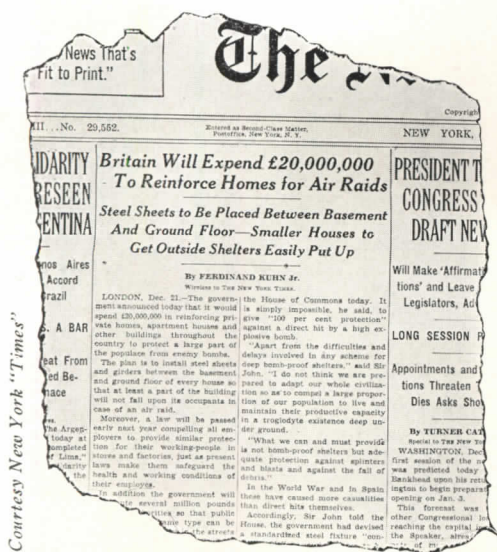 News That's
Fit to Print."
The
Copyrigh
XII...No. 29,552.
Entered as Second-Class Matter,
Postoffice, New York, N. Y.
NEW YORK,
IDARITY
RESEEN
ENTINA
nos Aires
Accord
razil
S. A BAR
eat From
ed Be-
nace
The Argen-
today at
ompleted
of Lima,"
idarity
the
Britain Will Expend £20,000,000
To Reinforce Homes for Air Raids
Steel Sheets to Be Placed Between Basement
And Ground Floor—Smaller Houses to
Get Outside Shelters Easily Put Up
By FERDINAND KUHN Jr.
Wireless to THE NEW YORK TIMES.
LONDON, Dec. 21.—The govern-
ment announced today that it would
spend £20,000,000 in reinforcing pri-
vate homes, apartment houses and
other buildings throughout the
country to protect a large part of
the populace from enemy bombs.
The plan is to install steel sheets
and girders between the basement
and ground floor of every house so
that at least a part of the building
will not fall upon its occupants in
case of an air raid.
Moreover, a law will be passed
early next year compelling all em-
ployers to provide similar protec-
tion for their working-people in
stores and factories, just as present
laws make them safeguard the
health and working conditions of
their employes.
In addition the government will
several million pounds
cities so that public
type can be
the streets
the House of Commons today. It
is simply impossible, he said, to
give "100 per cent protection"
against a direct hit by a high ex-
plosive bomb.
"Apart from the difficulties and
delays involved in any scheme for
deep bomb-proof shelters," said Sir
John, "I do not think we are pre-
pared to adapt our whole civiliza-
tion so as to compel a large propor-
tion of our population to live and
maintain their productive capacity
in a troglodyte existence deep un-
der ground.
"What we can and must provide
is not bomb-proof shelters but ade-
quate protection against splinters
and blasts and against the fall of
debris."
In the World War and in Spain
these have caused more casualties
than direct hits themselves.
Accordingly, Sir John told the
House, the government had devised
a standardized steel fixture "con-
PRESIDENT T
CONGRESS
DRAFT NEW
Will Make 'Affirmat
tions' and Leave
Legislators, Ad
LONG SESSION F
Appointments and
tions Threaten
Dies Asks Sho
By TURNER CAT
Special to THE NEW YO
WASHINGTON, Dec
first session of the n
was predicted today
Bankhead upon his retu
ington to begin prepara
opening on Jan. 3.
This forecast was
other Congressional l
reaching the capital in
the Speaker, sires
Courtesy New York "Times"